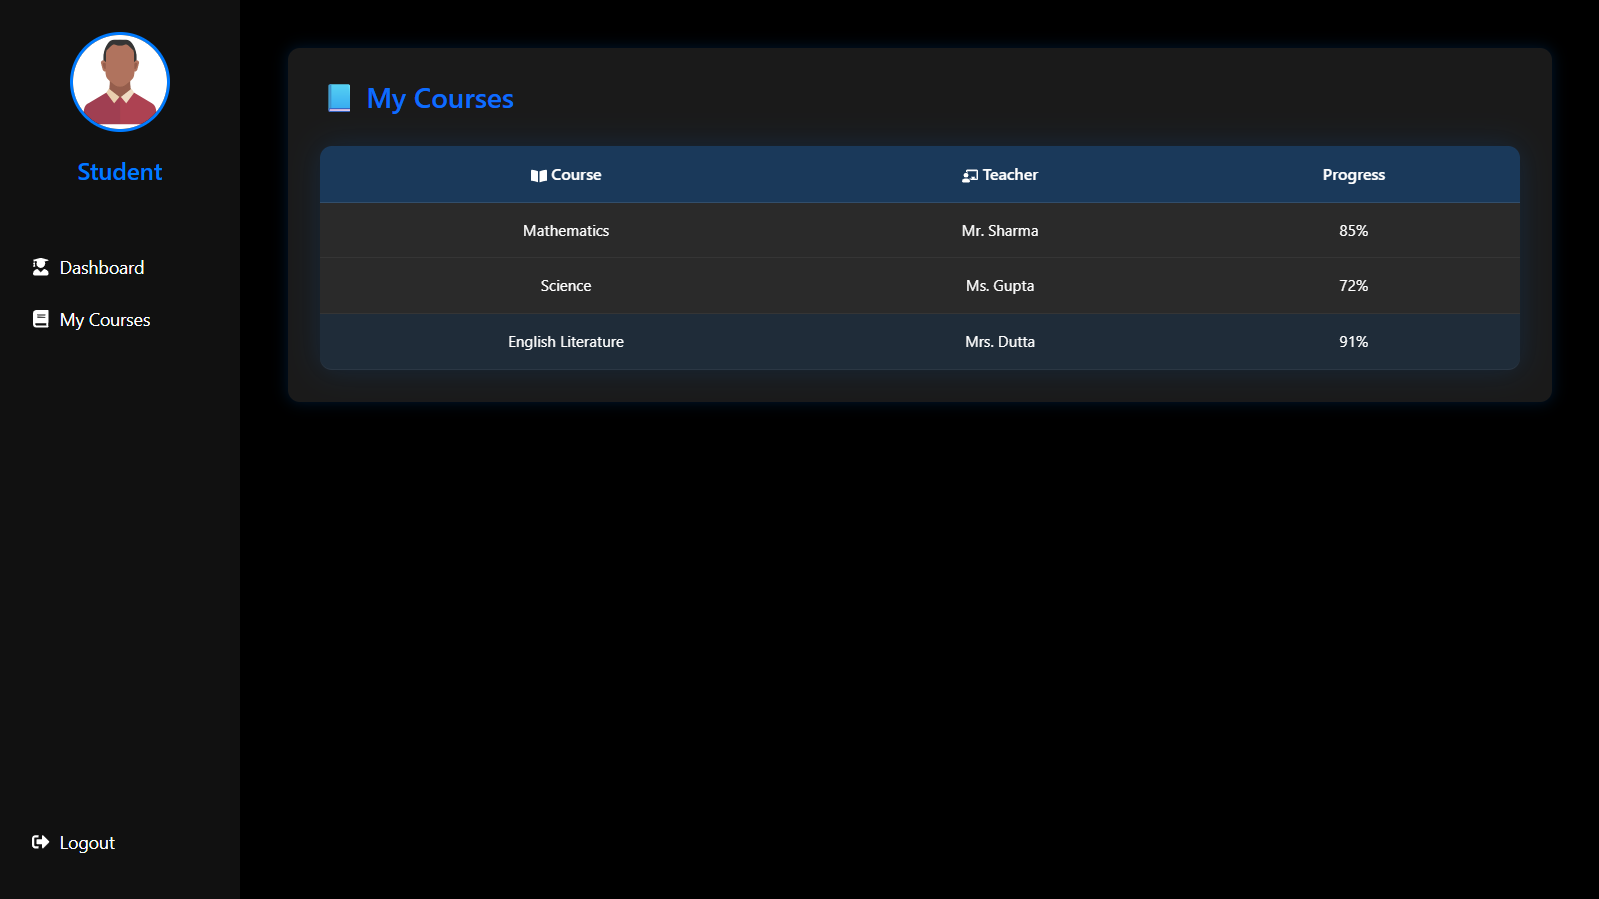 Student
Dashboard
My Courses
Logout
My Courses
Course Teacher Progress
Mathematics Mr. Sharma 85%
Science Ms. Gupta 72%
English Literature Mrs. Dutta 91%